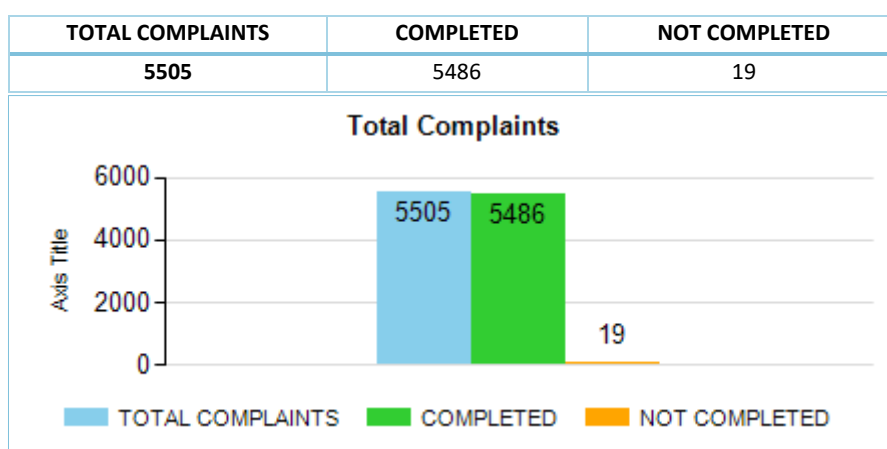 TOTAL COMPLAINTS COMPLETED NOT COMPLETED
5505 5486 19
Total Complaints
6000
5505 5486
4000
Axis Title
2000
19
0
TOTAL COMPLAINTS COMPLETED NOT COMPLETED